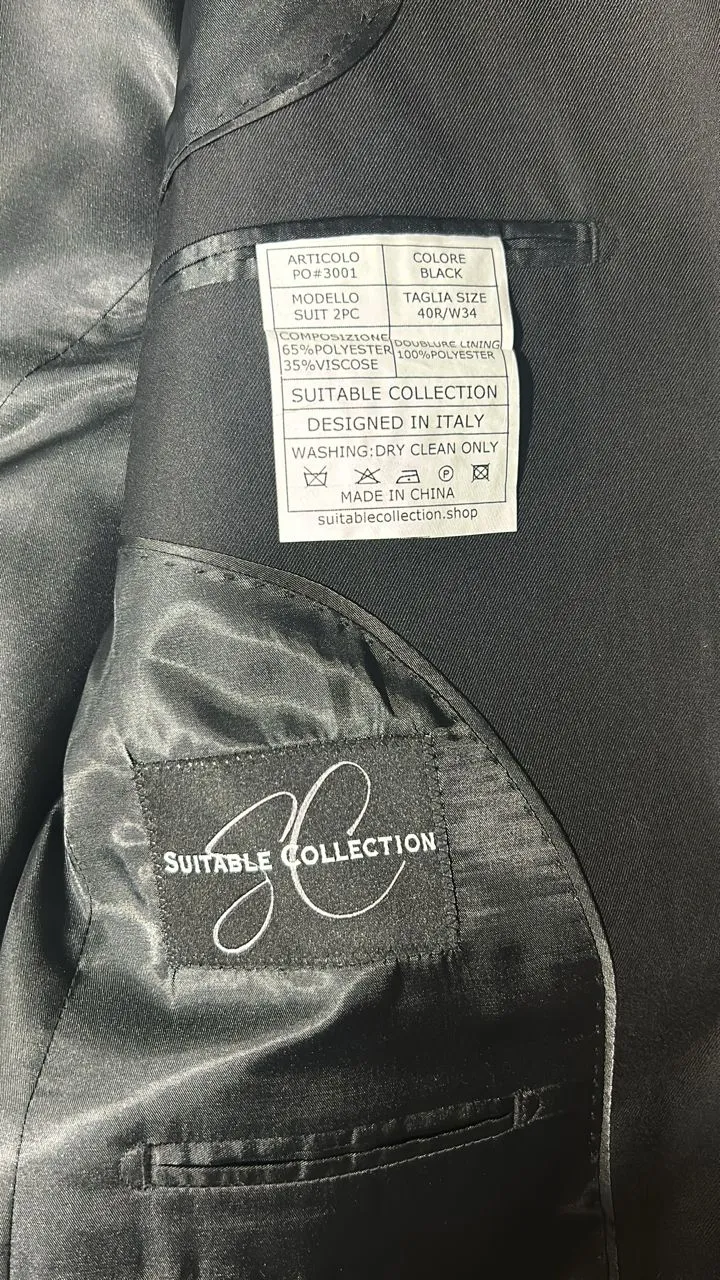 ARTICOLO
PO#3001
COLORE
BLACK
MODELLO
SUIT 2PC
TAGLIA SIZE
40R/W34
COMPOSIZIONE
65%POLYESTER
35%VISCOSE
DOUBLURE LINING
100%POLYESTER
SUITABLE COLLECTION
DESIGNED IN ITALY
WASHING:DRY CLEAN ONLY
P
MADE IN CHINA
suitablecollection.shop
SC
SUITABLE COLLECTION